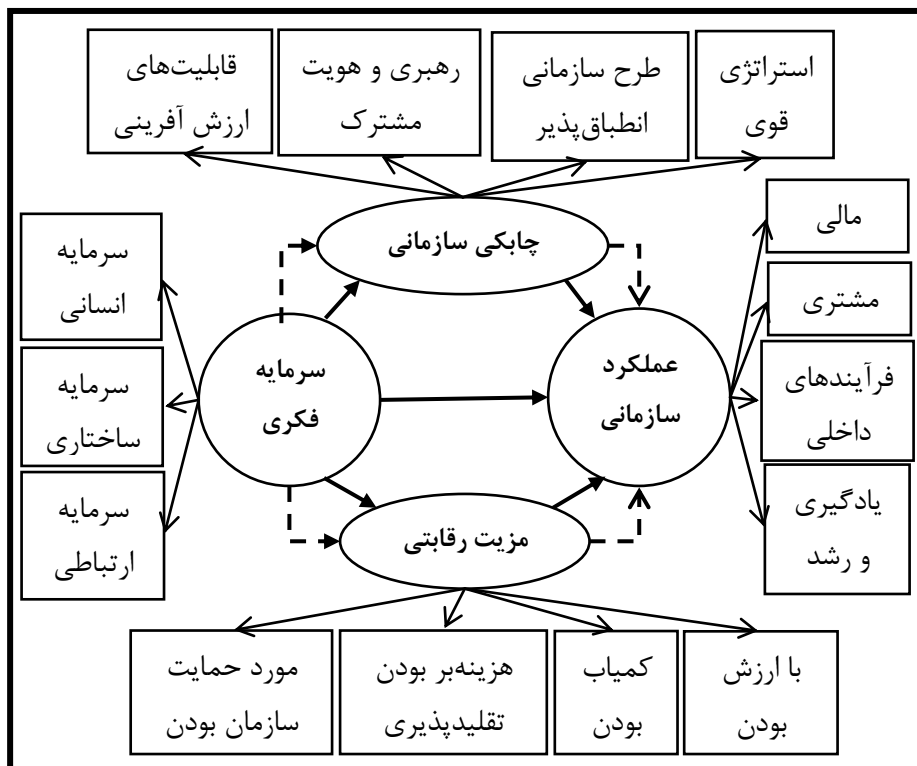 استراتژی
قوی
طرح سازمانی
انطباق‌پذیر
رهبری و هویت
مشترک
قابلیت‌های
ارزش آفرینی
چابکی سازمانی
مالی
مشتری
فرآیندهای
داخلی
یادگیری
و رشد
عملکرد
سازمانی
سرمایه
فکری
سرمایه
انسانی
سرمایه
ساختاری
سرمایه
ارتباطی
مزیت رقابتی
با ارزش
بودن
کمیاب
بودن
هزینه‌بر بودن
تقلیدپذیری
مورد حمایت
سازمان بودن